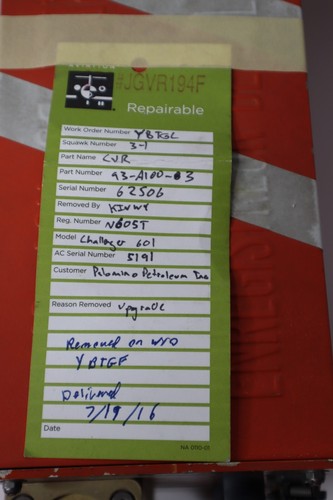 #JGVR194F
Repairable
Work Order Number YBTGL
Squawk Number 3-1
Part Name CVR
Part Number 93-A100-83
Serial Number 62506
Removed By
Reg. Number N605T
Model Challenger 601
AC Serial Number 5191
Customer Palomino Petroleum Inc
Reason Removed Upgrade
Removed on W/O
YBTGF
Delivered
7/19/16
Date